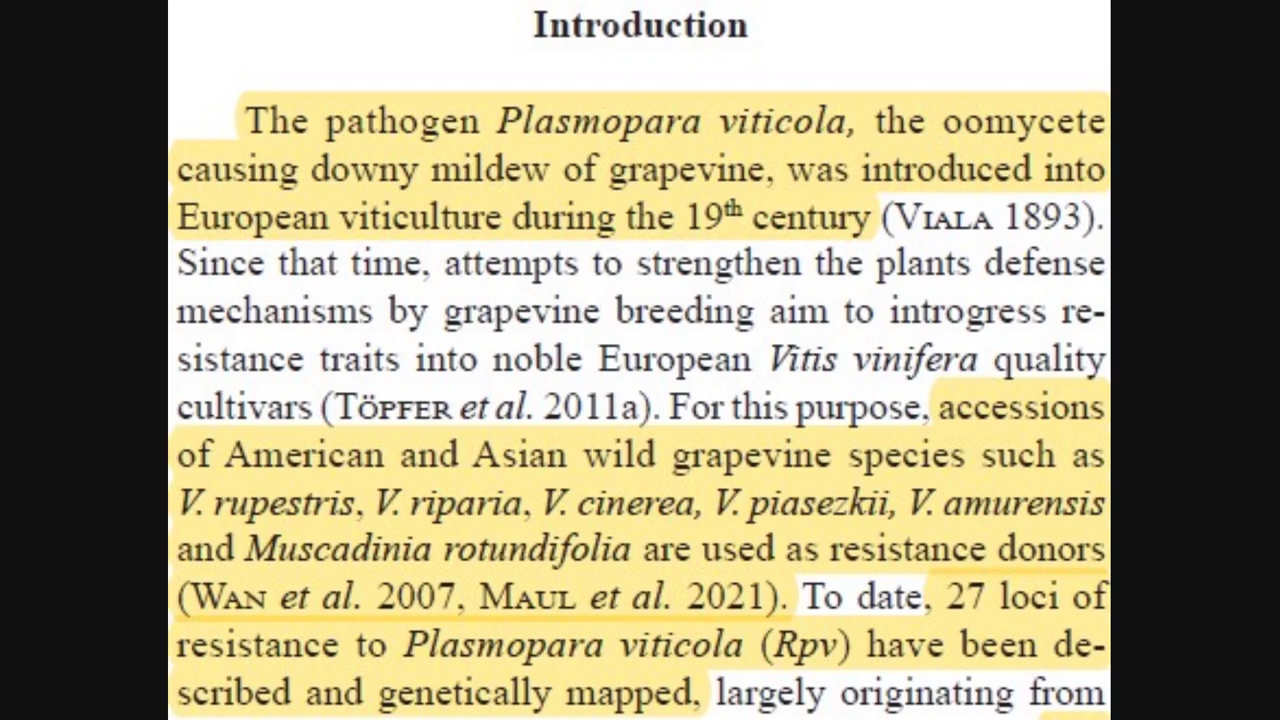 Introduction
The pathogen Plasmopara viticola, the oomycete
causing downy mildew of grapevine, was introduced into
European viticulture during the 19th century (VIALA 1893).
Since that time, attempts to strengthen the plants defense
mechanisms by grapevine breeding aim to introgress re-
sistance traits into noble European Vitis vinifera quality
cultivars (TÖPFER et al. 2011a). For this purpose, accessions
of American and Asian wild grapevine species such as
V. rupestris, V. riparia, V. cinerea, V. piasezkii, V. amurensis
and Muscadinia rotundifolia are used as resistance donors
(WAN et al. 2007, MAUL et al. 2021). To date, 27 loci of
resistance to Plasmopara viticola (Rpv) have been de-
scribed and genetically mapped, largely originating from